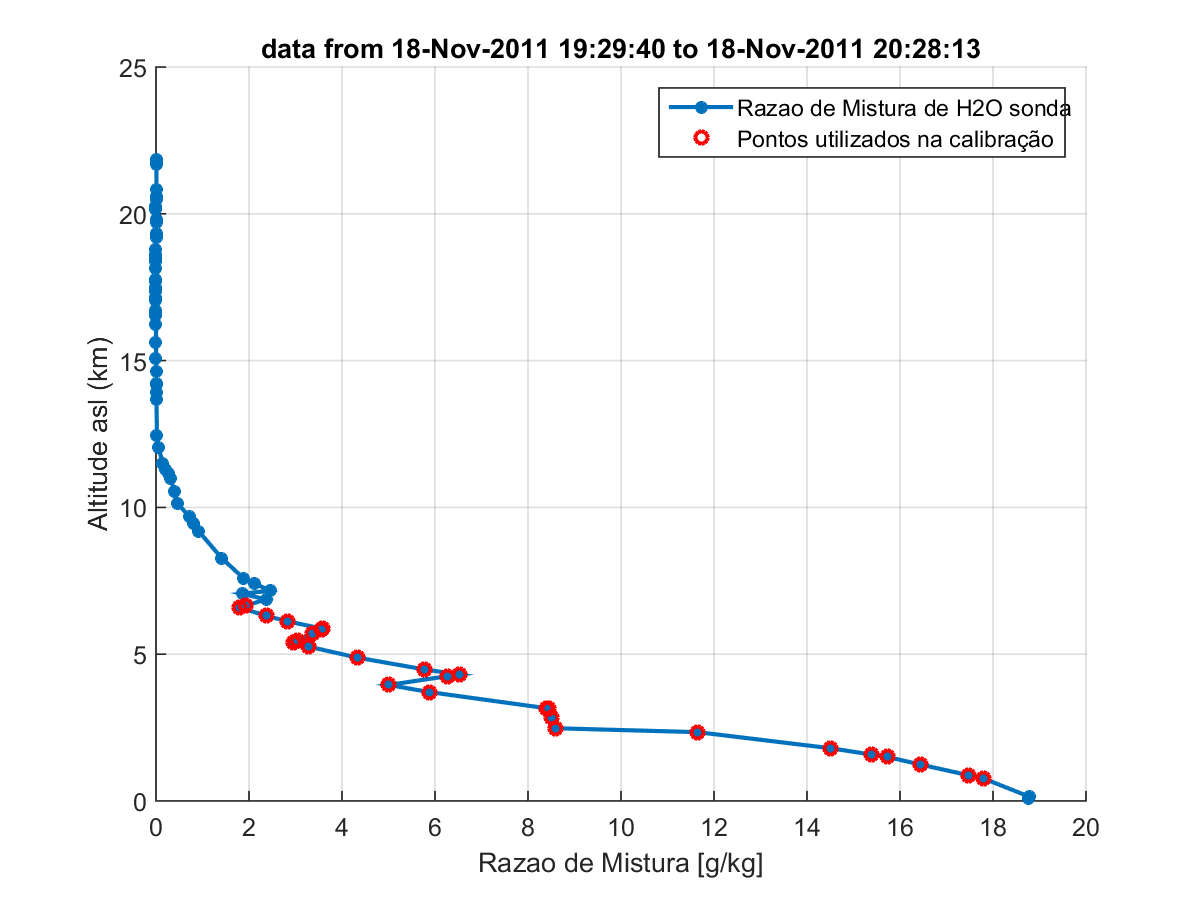 data from 18-Nov-2011 19:29:40 to 18-Nov-2011 20:28:13
Razao de Mistura de H2O sonda
Pontos utilizados na calibração
25
20
15
10
5
0
Altitude asl (km)
0 2 4 6 8 10 12 14 16 18 20
Razao de Mistura [g/kg]